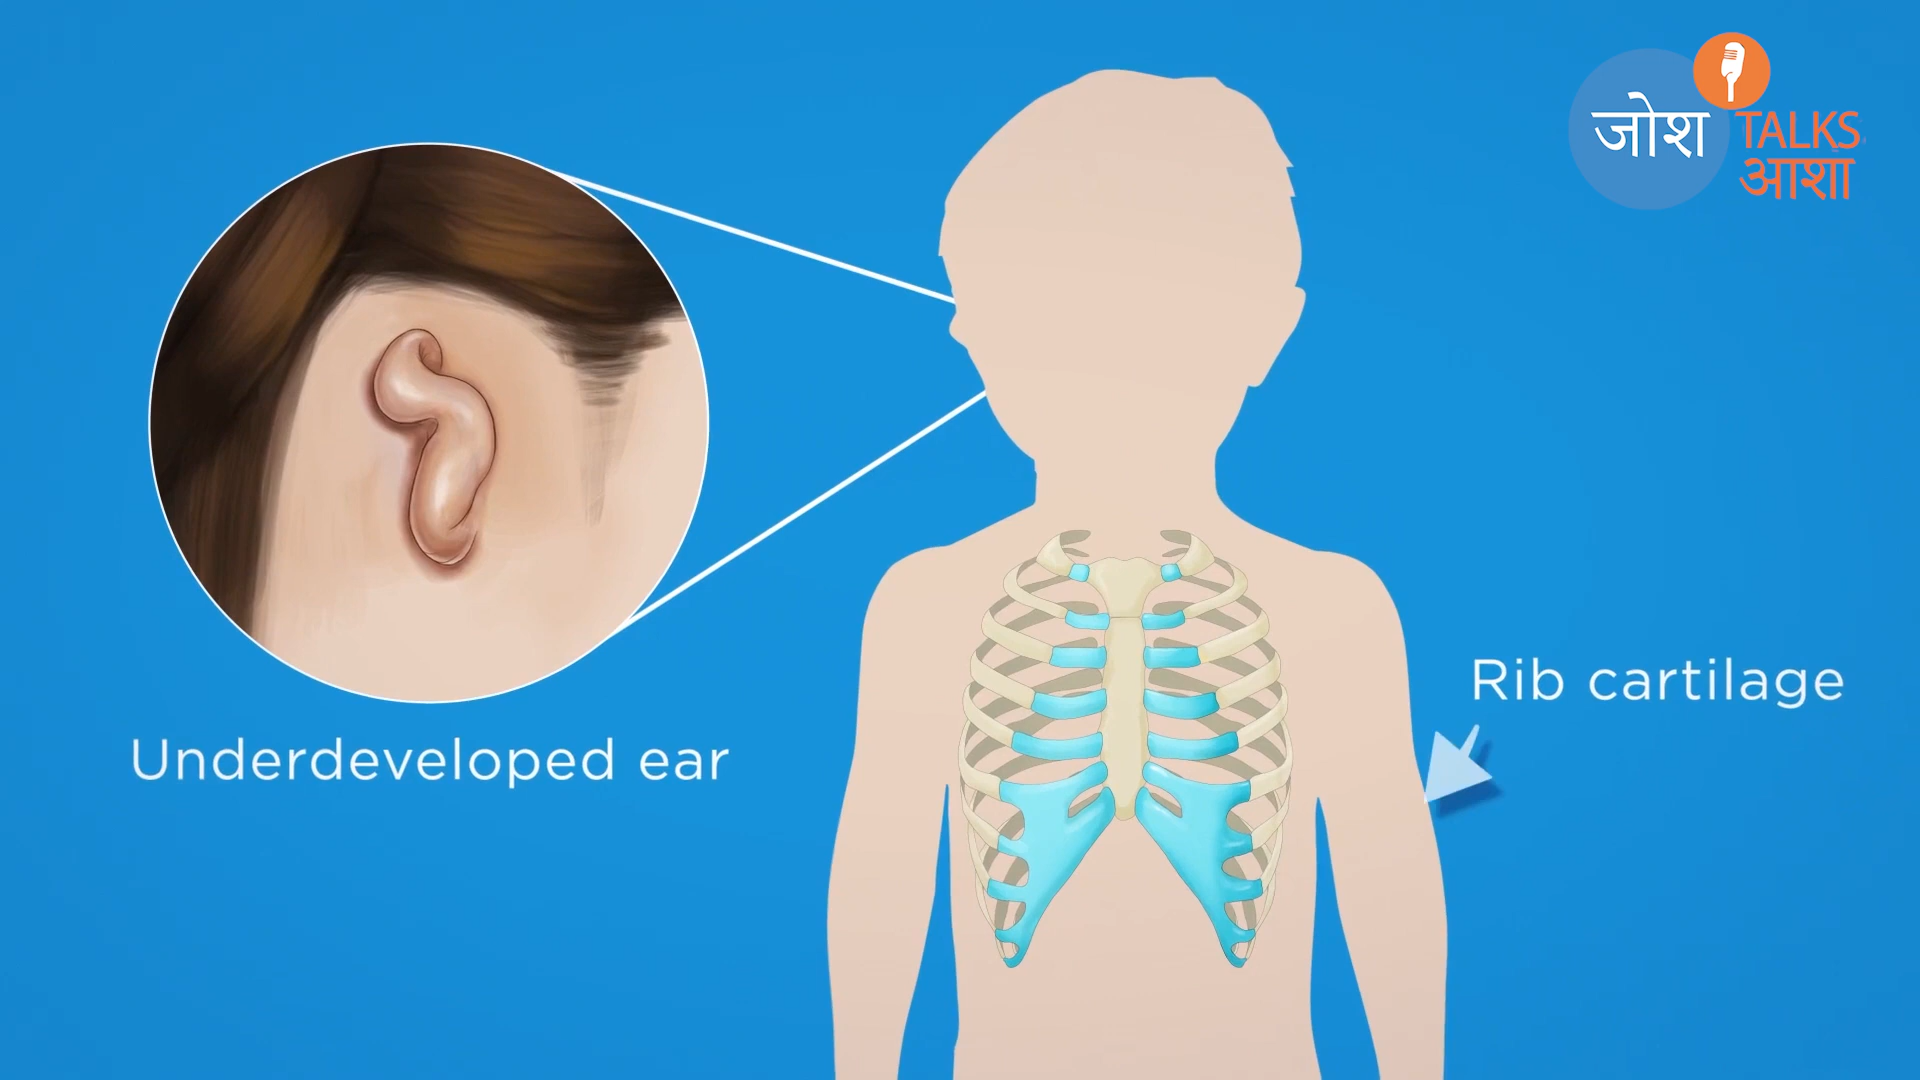 जोश
TALKS
आशा
Underdeveloped ear
Rib cartilage